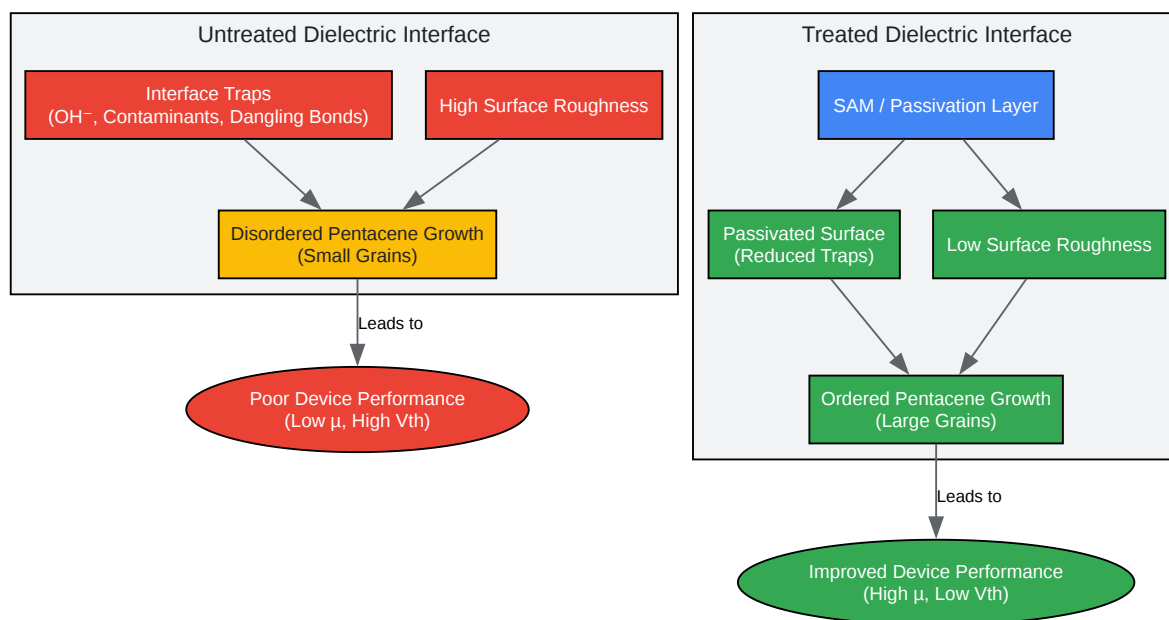 Untreated Dielectric Interface
Interface Traps
(OH⁻, Contaminants, Dangling Bonds)
High Surface Roughness
Disordered Pentacene Growth
(Small Grains)
Leads to
Poor Device Performance
(Low µ, High Vth)
Treated Dielectric Interface
SAM / Passivation Layer
Passivated Surface
(Reduced Traps)
Low Surface Roughness
Ordered Pentacene Growth
(Large Grains)
Leads to
Improved Device Performance
(High µ, Low Vth)